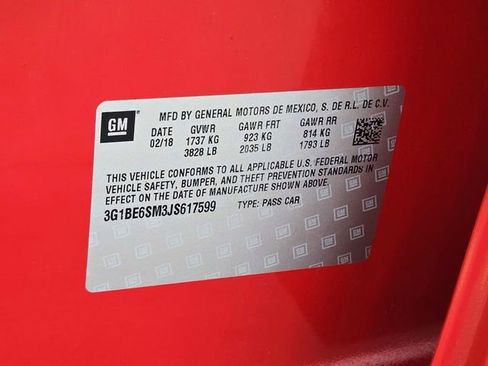 GM
MFD BY GENERAL MOTORS DE MEXICO, S. DE R.L. DE C.V.
DATE GVWR GAWR FRT GAWR RR
02/18 1737 KG 923 KG 814 KG
3828 LB 2035 LB 1793 LB
THIS VEHICLE CONFORMS TO ALL APPLICABLE U.S. FEDERAL MOTOR
VEHICLE SAFETY, BUMPER, AND THEFT PREVENTION STANDARDS IN
EFFECT ON THE DATE OF MANUFACTURE SHOWN ABOVE.
3G1BE6SM3JS617599 TYPE: PASS CAR